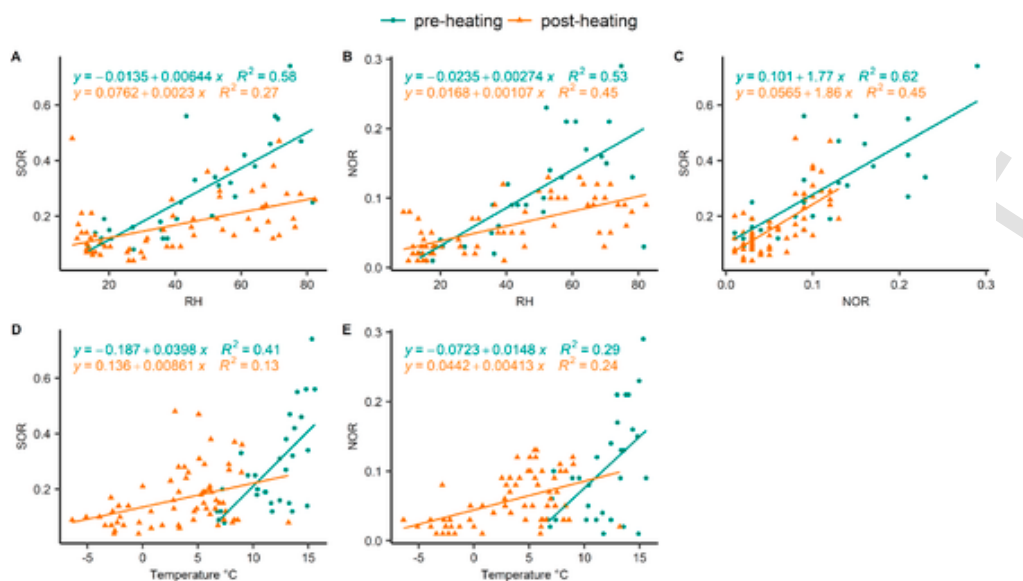 pre-heating post-heating
A
y = −0.0135 + 0.00644 x R² = 0.58
y = 0.0762 + 0.0023 x R² = 0.27
SOR
0.6
0.4
0.2
20 40 60 80
RH
B
y = −0.0235 + 0.00274 x R² = 0.53
y = 0.0168 + 0.00107 x R² = 0.45
NOR
0.3
0.2
0.1
0.0
20 40 60 80
RH
C
y = 0.101 + 1.77 x R² = 0.62
y = 0.0565 + 1.86 x R² = 0.45
SOR
0.6
0.4
0.2
0.0 0.1 0.2 0.3
NOR
D
y = −0.187 + 0.0398 x R² = 0.41
y = 0.136 + 0.00861 x R² = 0.13
SOR
0.6
0.4
0.2
-5 0 5 10 15
Temperature °C
E
y = −0.0723 + 0.0148 x R² = 0.29
y = 0.0442 + 0.00413 x R² = 0.24
NOR
0.3
0.2
0.1
0.0
-5 0 5 10 15
Temperature °C